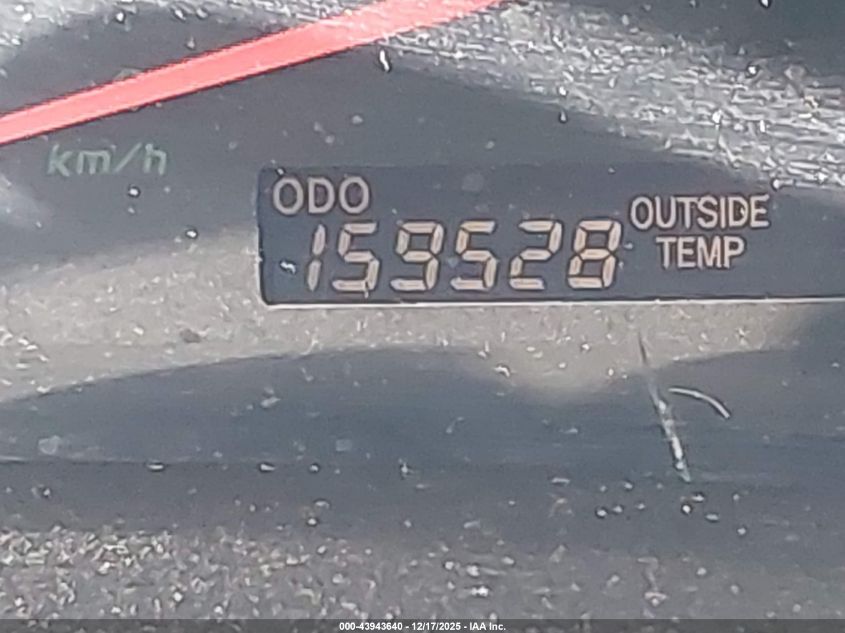 km/h
ODO
159528
OUTSIDE
TEMP
000-43943640 - 12/17/2025 - IAA Inc.